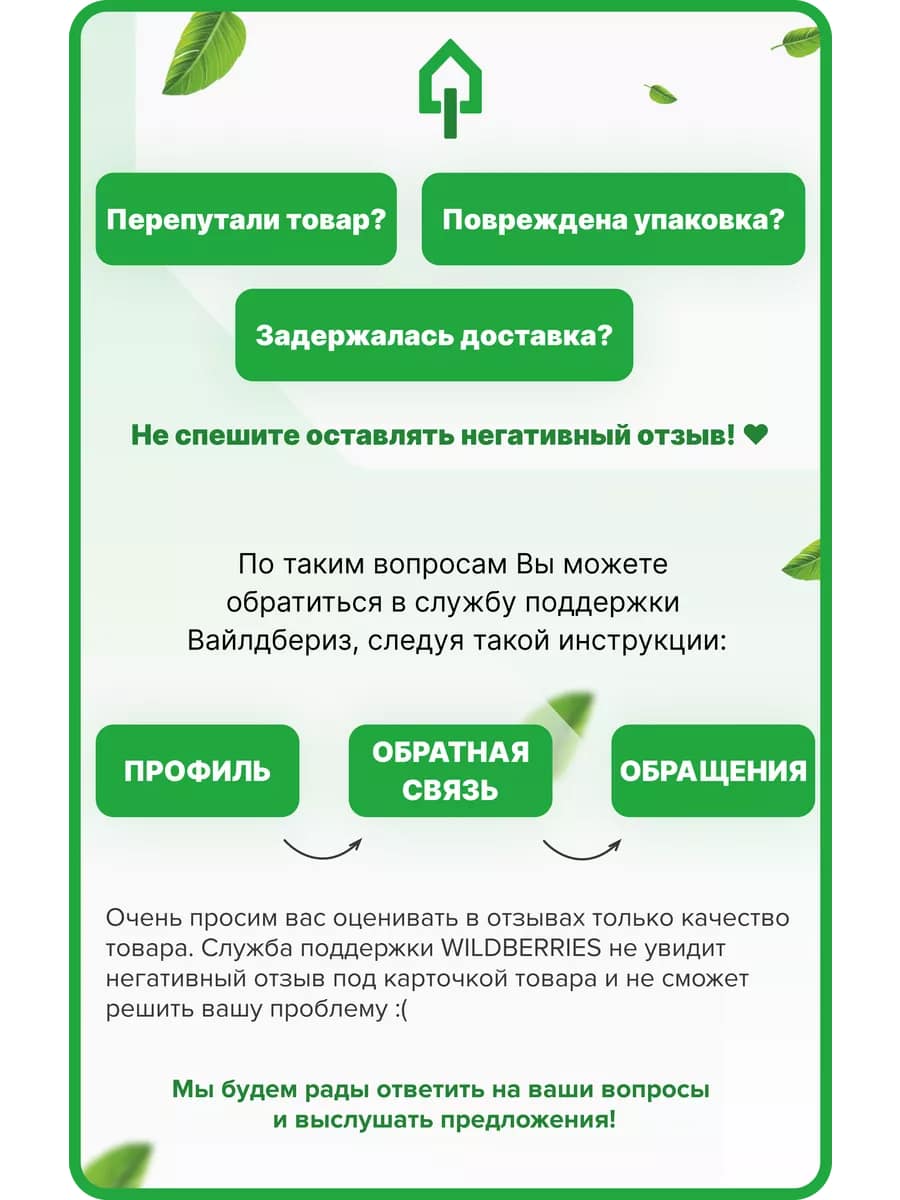 Перепутали товар?
Повреждена упаковка?
Задержалась доставка?
Не спешите оставлять негативный отзыв! ♥
По таким вопросам Вы можете
обратиться в службу поддержки
Вайлдбериз, следуя такой инструкции:
ПРОФИЛЬ
ОБРАТНАЯ
СВЯЗЬ
ОБРАЩЕНИЯ
Очень просим вас оценивать в отзывах только качество
товара. Служба поддержки WILDBERRIES не увидит
негативный отзыв под карточкой товара и не сможет
решить вашу проблему :(
Мы будем рады ответить на ваши вопросы
и выслушать предложения!